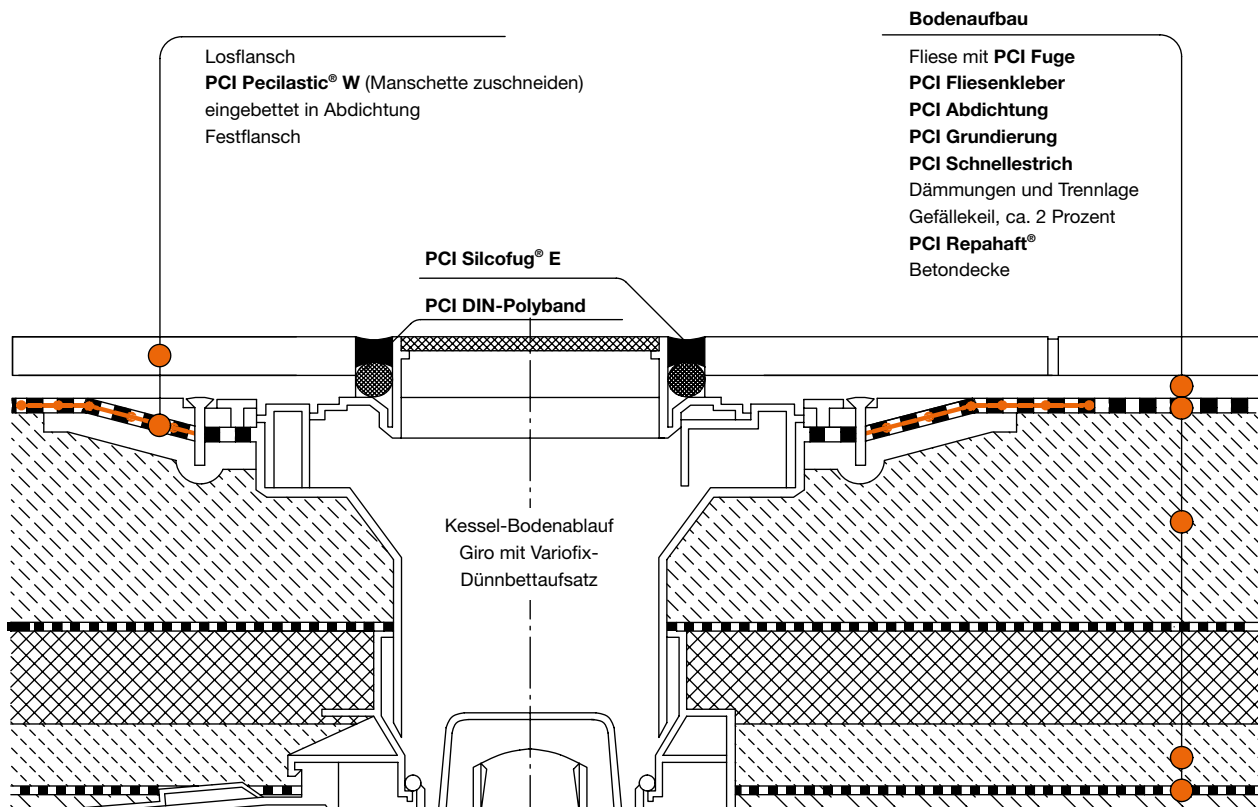 Losflansch
PCI Pecilastic® W (Manschette zuschneiden)
eingebettet in Abdichtung
Festflansch
Bodenaufbau
Fliese mit PCI Fuge
PCI Fliesenkleber
PCI Abdichtung
PCI Grundierung
PCI Schnellestrich
Dämmungen und Trennlage
Gefällekeil, ca. 2 Prozent
PCI Repahaft®
Betondecke
PCI Silcofug® E
PCI DIN-Polyband
Kessel-Bodenablauf
Giro mit Variofix-
Dünnbettaufsatz